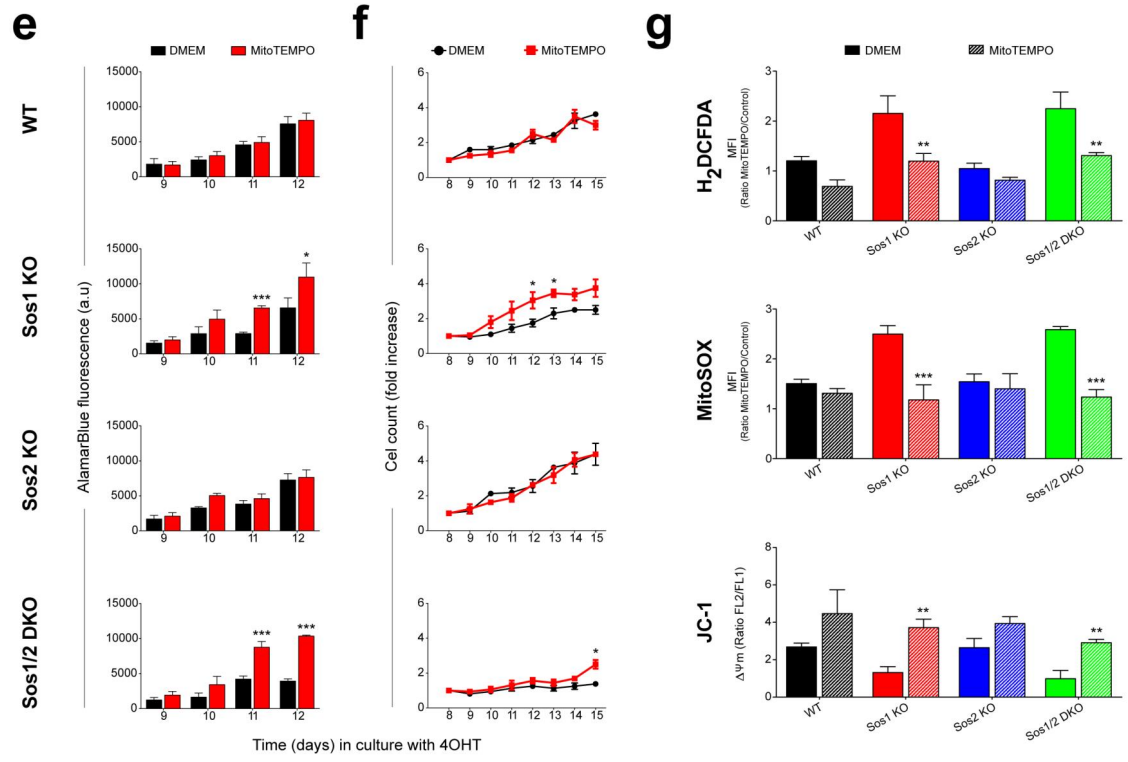 e
DMEM MitoTEMPO
WT
Sos1 KO
Sos2 KO
Sos1/2 DKO
AlamarBlue fluorescence (a.u)
15000
10000
5000
0
9 10 11 12
15000
10000
5000
0
*** *
9 10 11 12
15000
10000
5000
0
9 10 11 12
15000
10000
5000
0
*** ***
9 10 11 12
f
DMEM MitoTEMPO
Cel count (fold increase)
6
4
2
0
8 9 10 11 12 13 14 15
6
4
2
0
* *
8 9 10 11 12 13 14 15
6
4
2
0
8 9 10 11 12 13 14 15
6
4
2
0
*
8 9 10 11 12 13 14 15
Time (days) in culture with 4OHT
g
DMEM MitoTEMPO
H2DCFDA
MFI
(Ratio MitoTEMPO/Control)
3
2
1
0
** **
WT Sos1 KO Sos2 KO Sos1/2 DKO
MitoSOX
MFI
(Ratio MitoTEMPO/Control)
3
2
1
0
*** ***
WT Sos1 KO Sos2 KO Sos1/2 DKO
JC-1
ΔΨm (Ratio FL2/FL1)
8
6
4
2
0
** **
WT Sos1 KO Sos2 KO Sos1/2 DKO